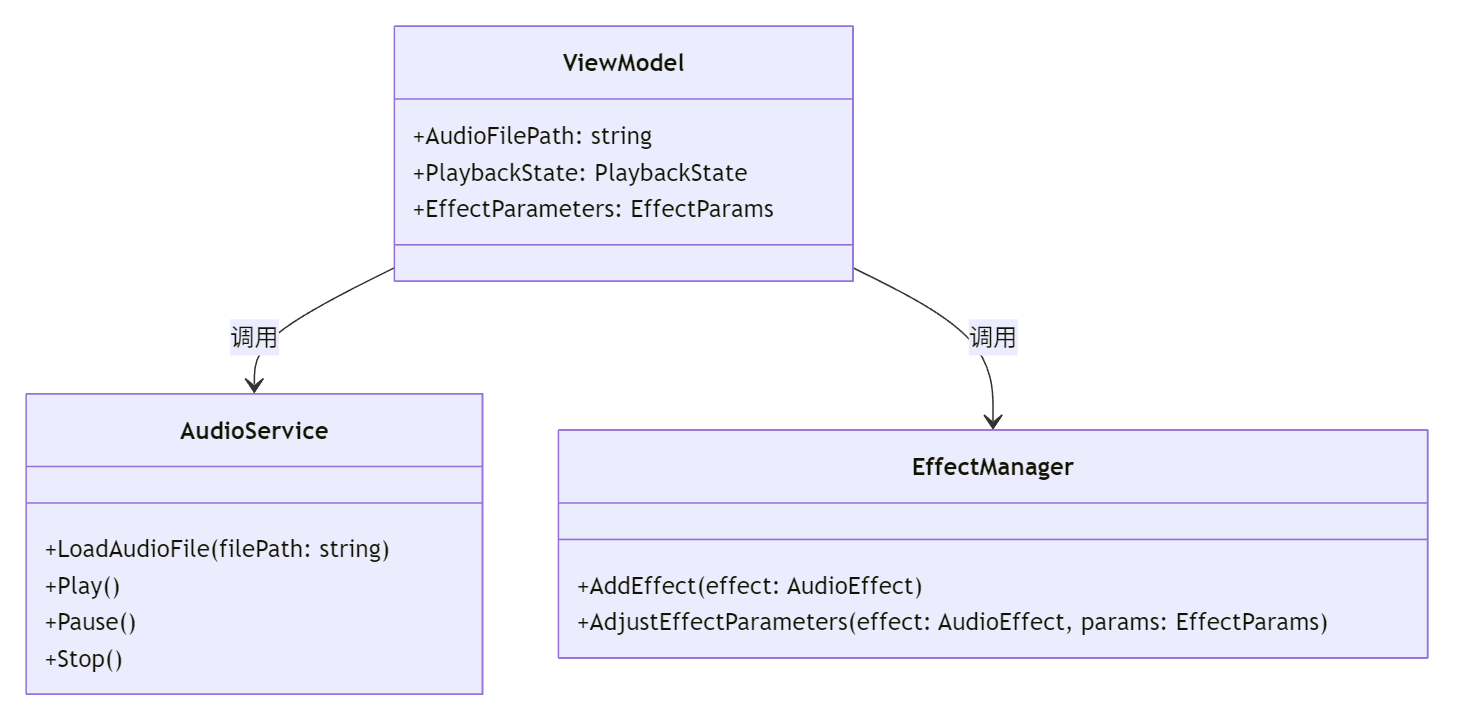 ViewModel
+AudioFilePath: string
+PlaybackState: PlaybackState
+EffectParameters: EffectParams
调用
调用
AudioService
+LoadAudioFile(filePath: string)
+Play()
+Pause()
+Stop()
EffectManager
+AddEffect(effect: AudioEffect)
+AdjustEffectParameters(effect: AudioEffect, params: EffectParams)